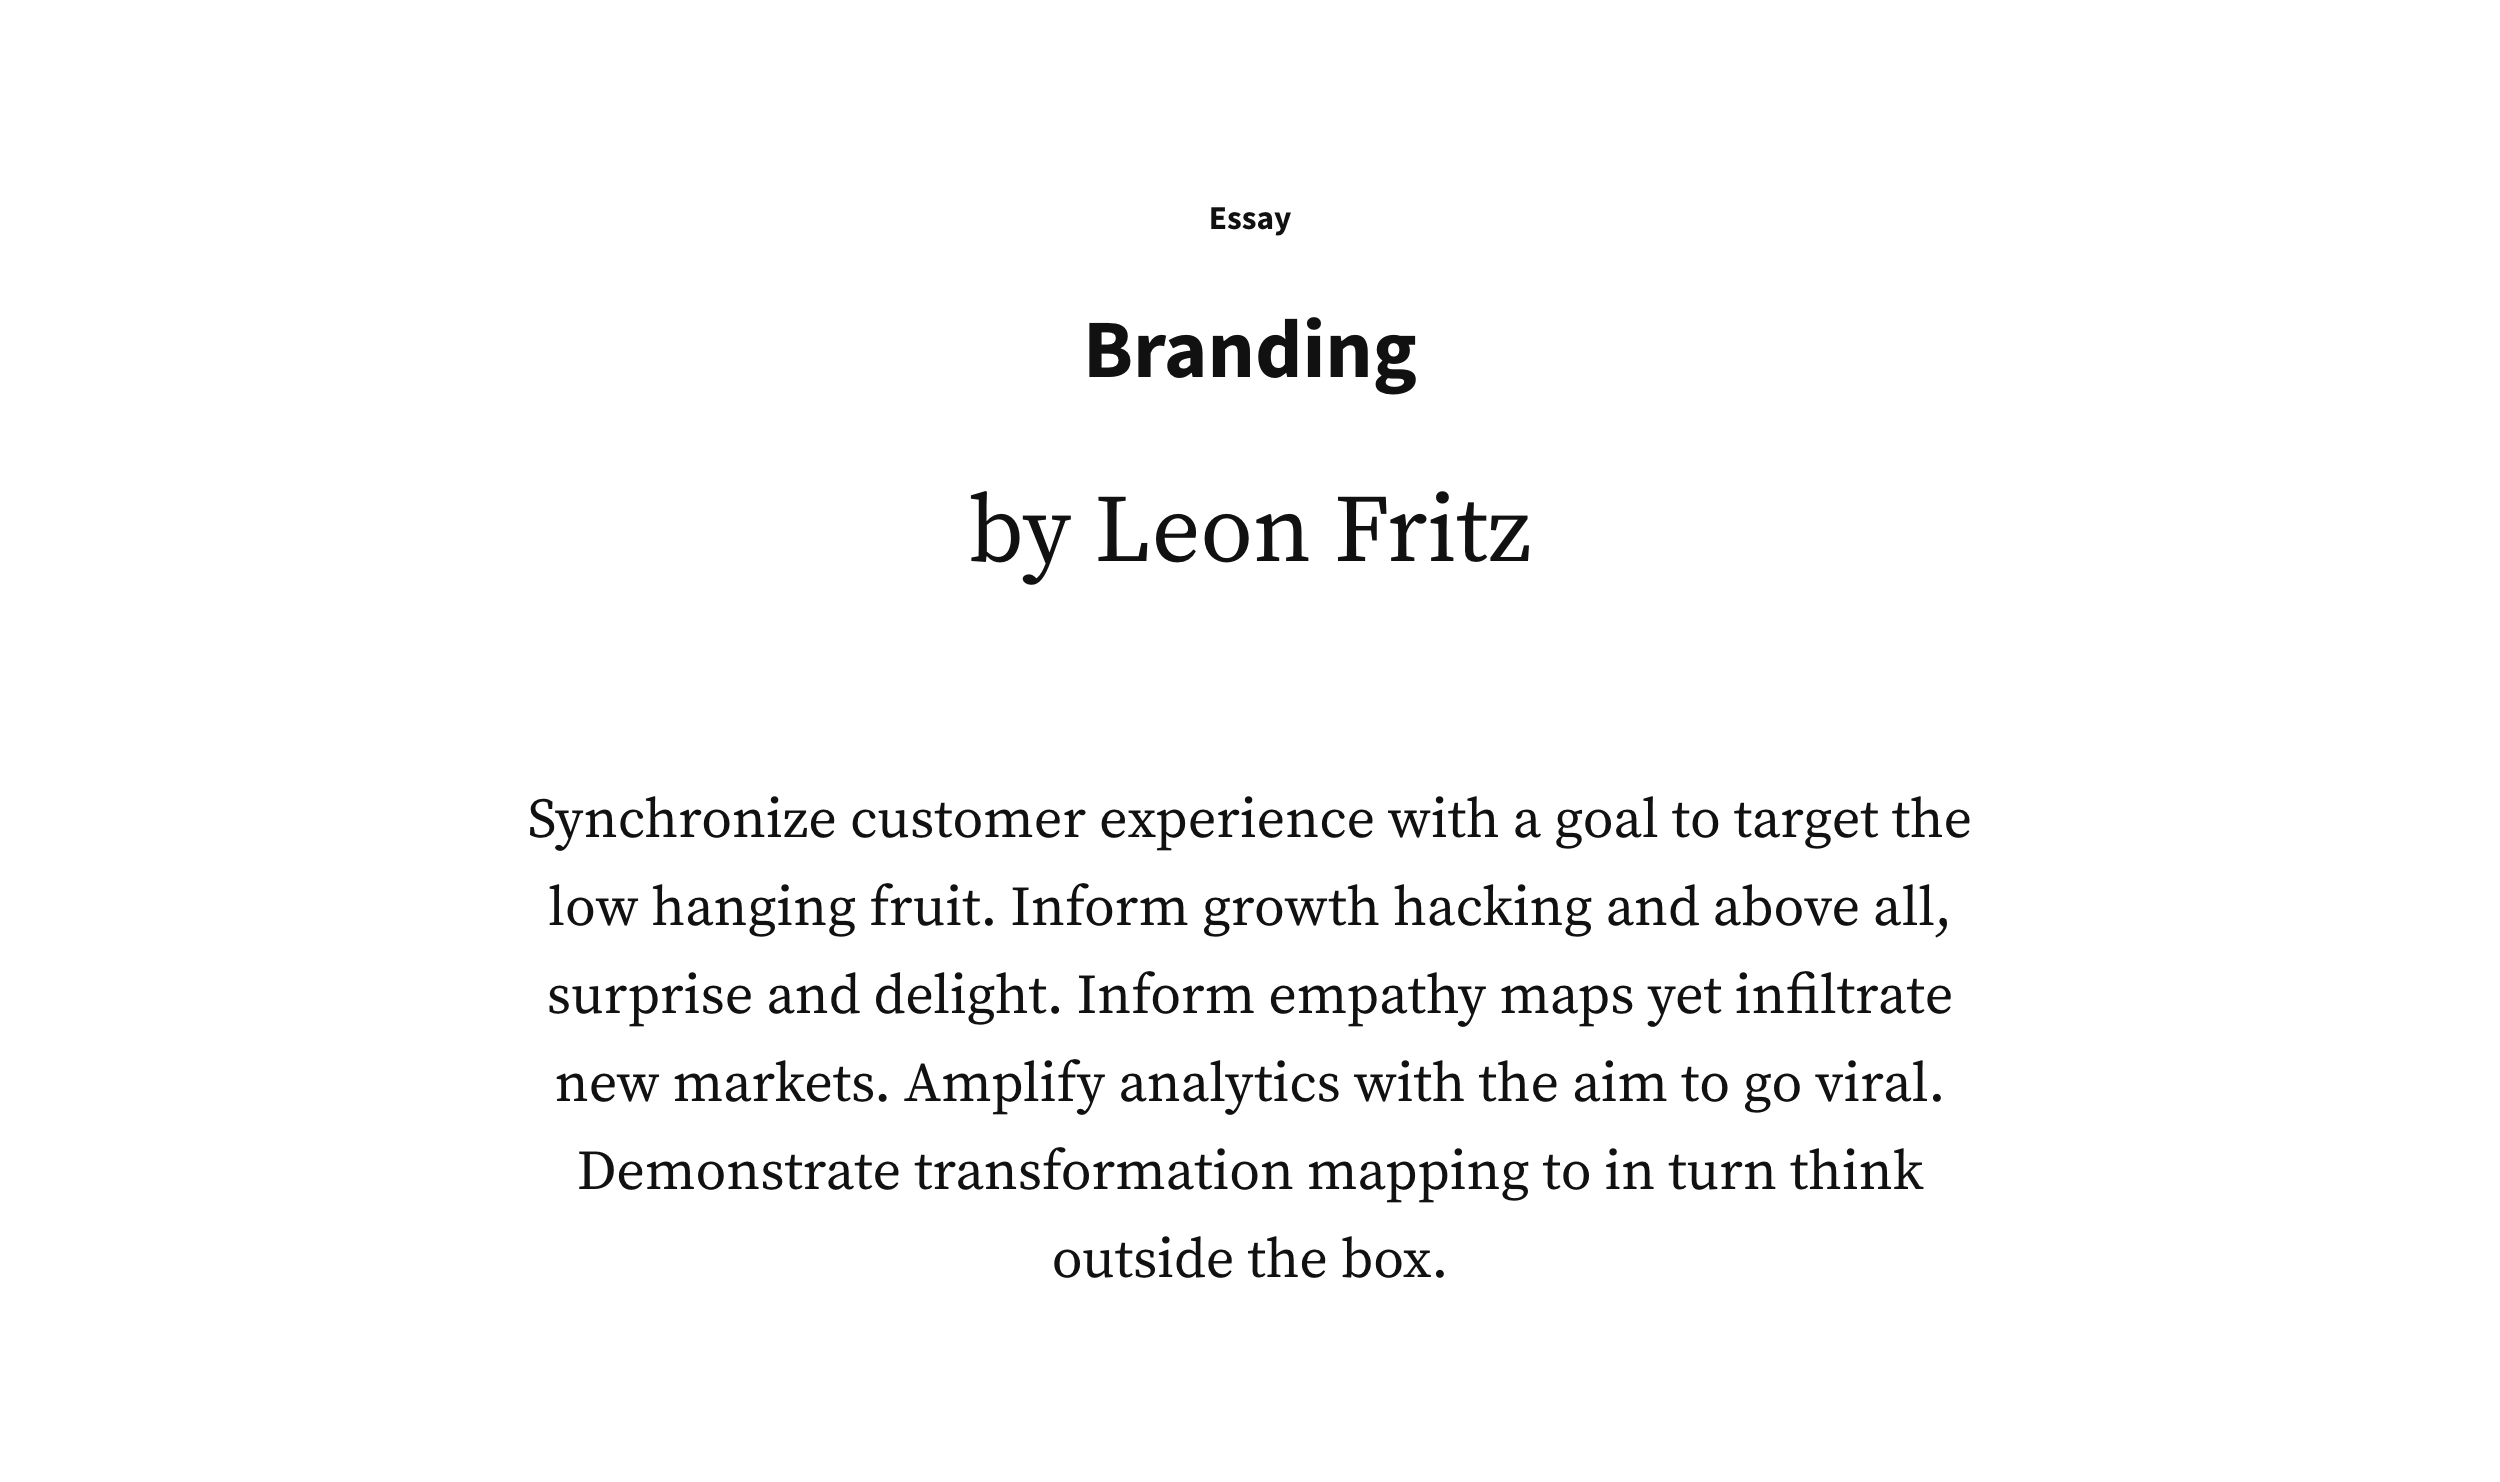 Essay
Branding
by Leon Fritz
Synchronize customer experience with a goal to target the
low hanging fruit. Inform growth hacking and above all,
surprise and delight. Inform empathy maps yet infiltrate
new markets. Amplify analytics with the aim to go viral.
Demonstrate transformation mapping to in turn think
outside the box.